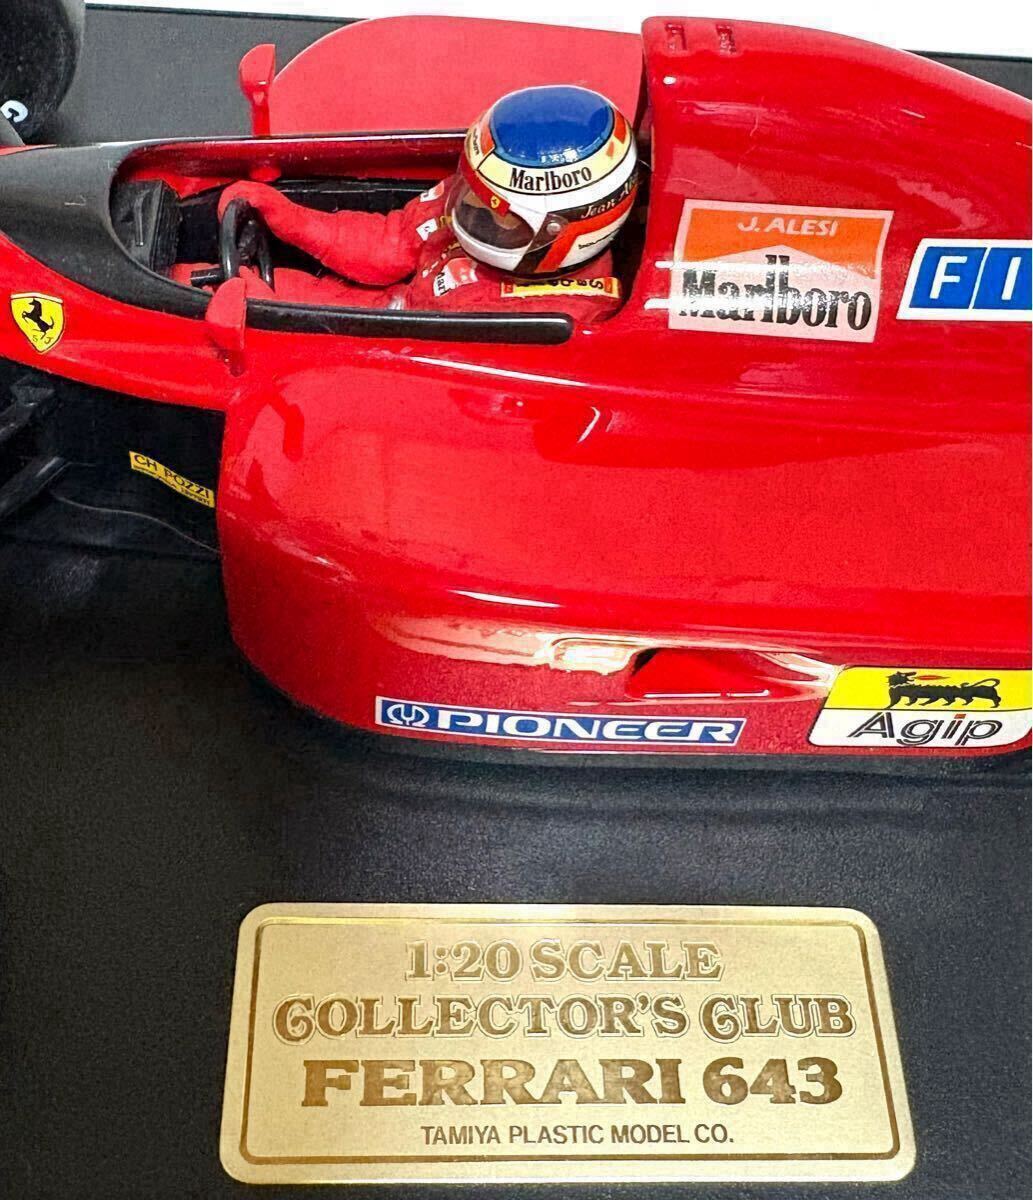 G
Marlboro
J. ALESI
Marlboro
FI
S F
CH POZZI
PIONEER
Agip
1:20 SCALE
COLLECTOR'S CLUB
FERRARI 643
TAMIYA PLASTIC MODEL CO.